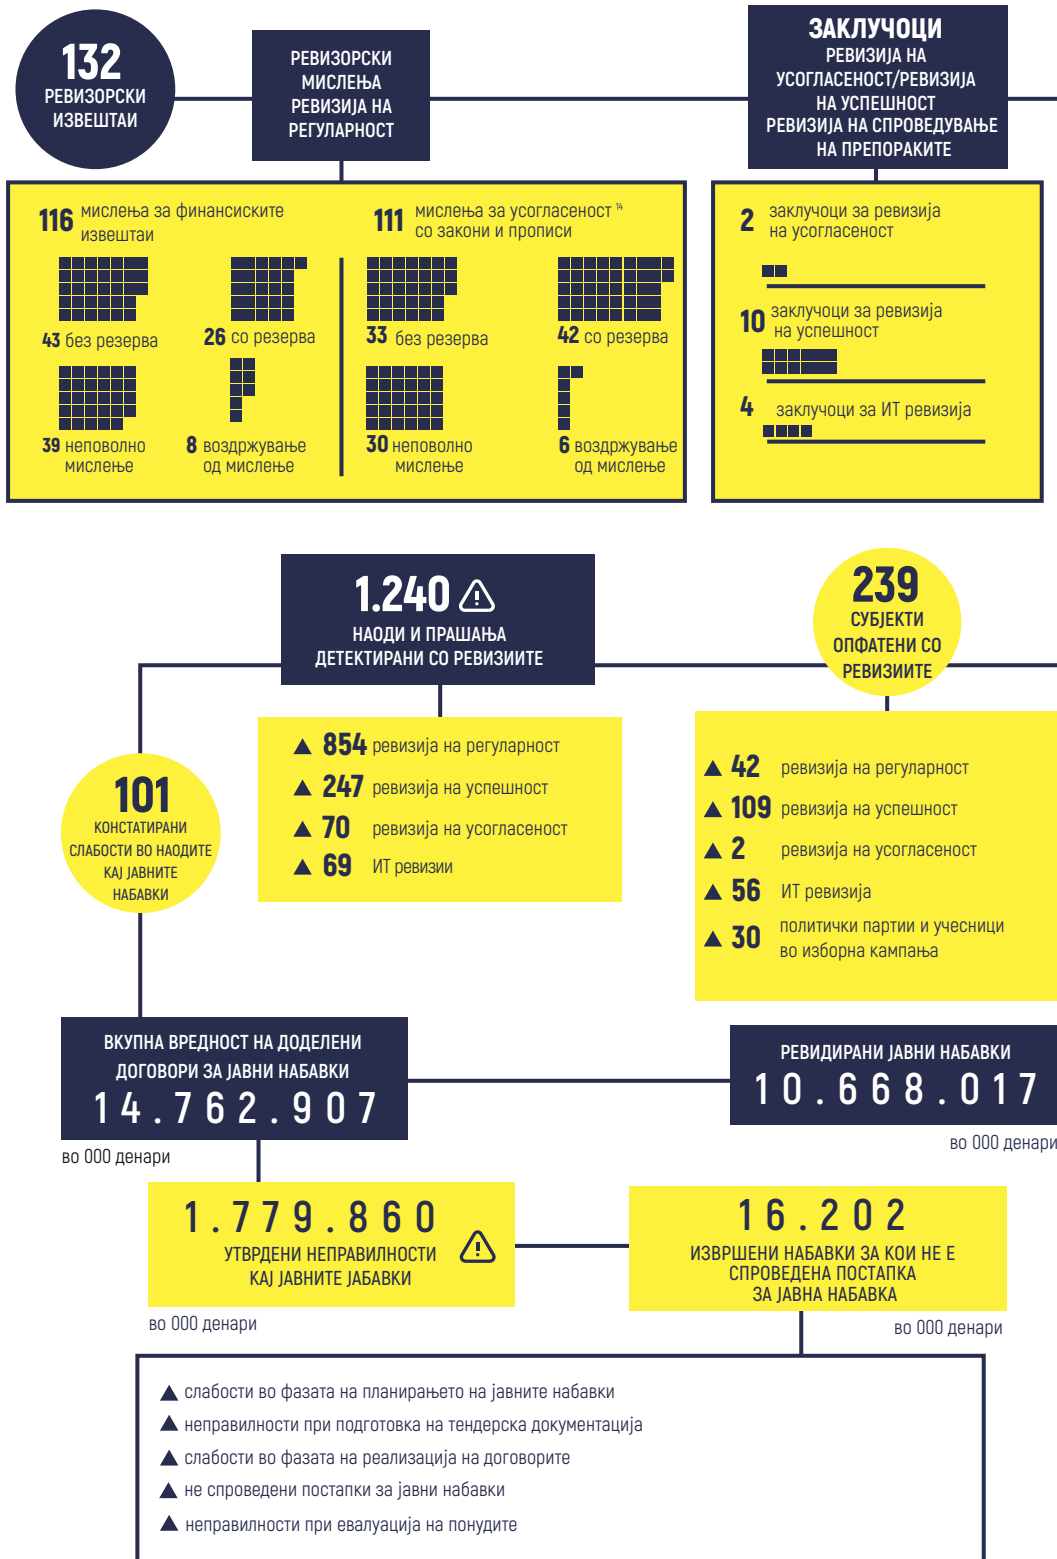 132
РЕВИЗОРСКИ
ИЗВЕШТАИ
РЕВИЗОРСКИ
МИСЛЕЊА
РЕВИЗИЈА НА
РЕГУЛАРНОСТ
ЗАКЛУЧОЦИ
РЕВИЗИЈА НА
УСОГЛАСЕНОСТ/РЕВИЗИЈА
НА УСПЕШНОСТ
РЕВИЗИЈА НА СПРОВЕДУВАЊЕ
НА ПРЕПОРАКИТЕ
116 мислења за финансиските
извештаи
43 без резерва
26 со резерва
39 неповолно
мислење
8 воздржување
од мислење
111 мислења за усогласеност 14
со закони и прописи
33 без резерва
42 со резерва
30 неповолно
мислење
6 воздржување
од мислење
2 заклучоци за ревизија
на усогласеност
10 заклучоци за ревизија
на успешност
4 заклучоци за ИТ ревизија
1.240
НАОДИ И ПРАШАЊА
ДЕТЕКТИРАНИ СО РЕВИЗИИТЕ
854 ревизија на регуларност
247 ревизија на успешност
70 ревизија на усогласеност
69 ИТ ревизии
239
СУБЈЕКТИ
ОПФАТЕНИ СО
РЕВИЗИИТЕ
42 ревизија на регуларност
109 ревизија на успешност
2 ревизија на усогласеност
56 ИТ ревизија
30 политички партии и учесници
во изборна кампања
101
КОНСТАТИРАНИ
СЛАБОСТИ ВО НАОДИТЕ
КАЈ ЈАВНИТЕ
НАБАВКИ
ВКУПНА ВРЕДНОСТ НА ДОДЕЛЕНИ
ДОГОВОРИ ЗА ЈАВНИ НАБАВКИ
14.762.907
во 000 денари
РЕВИДИРАНИ ЈАВНИ НАБАВКИ
10.668.017
во 000 денари
1.779.860
УТВРДЕНИ НЕПРАВИЛНОСТИ
КАЈ ЈАВНИТЕ ЈАБАВКИ
во 000 денари
16.202
ИЗВРШЕНИ НАБАВКИ ЗА КОИ НЕ Е
СПРОВЕДЕНА ПОСТАПКА
ЗА ЈАВНА НАБАВКА
во 000 денари
слабости во фазата на планирањето на јавните набавки
неправилности при подготовка на тендерска документација
слабости во фазата на реализација на договорите
не спроведени постапки за јавни набавки
неправилности при евалуација на понудите